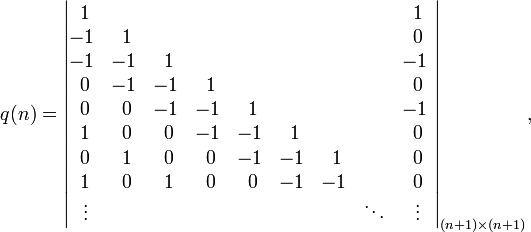 q(n) = | 1 1 |
| −1 1 0 |
| −1 −1 1 −1 |
| 0 −1 −1 1 0 |
| 0 0 −1 −1 1 −1 |
| 1 0 0 −1 −1 1 0 |
| 0 1 0 0 −1 −1 1 0 |
| 1 0 1 0 0 −1 −1 0 |
| ⋮ ⋱ ⋮ |(n+1)×(n+1) ,